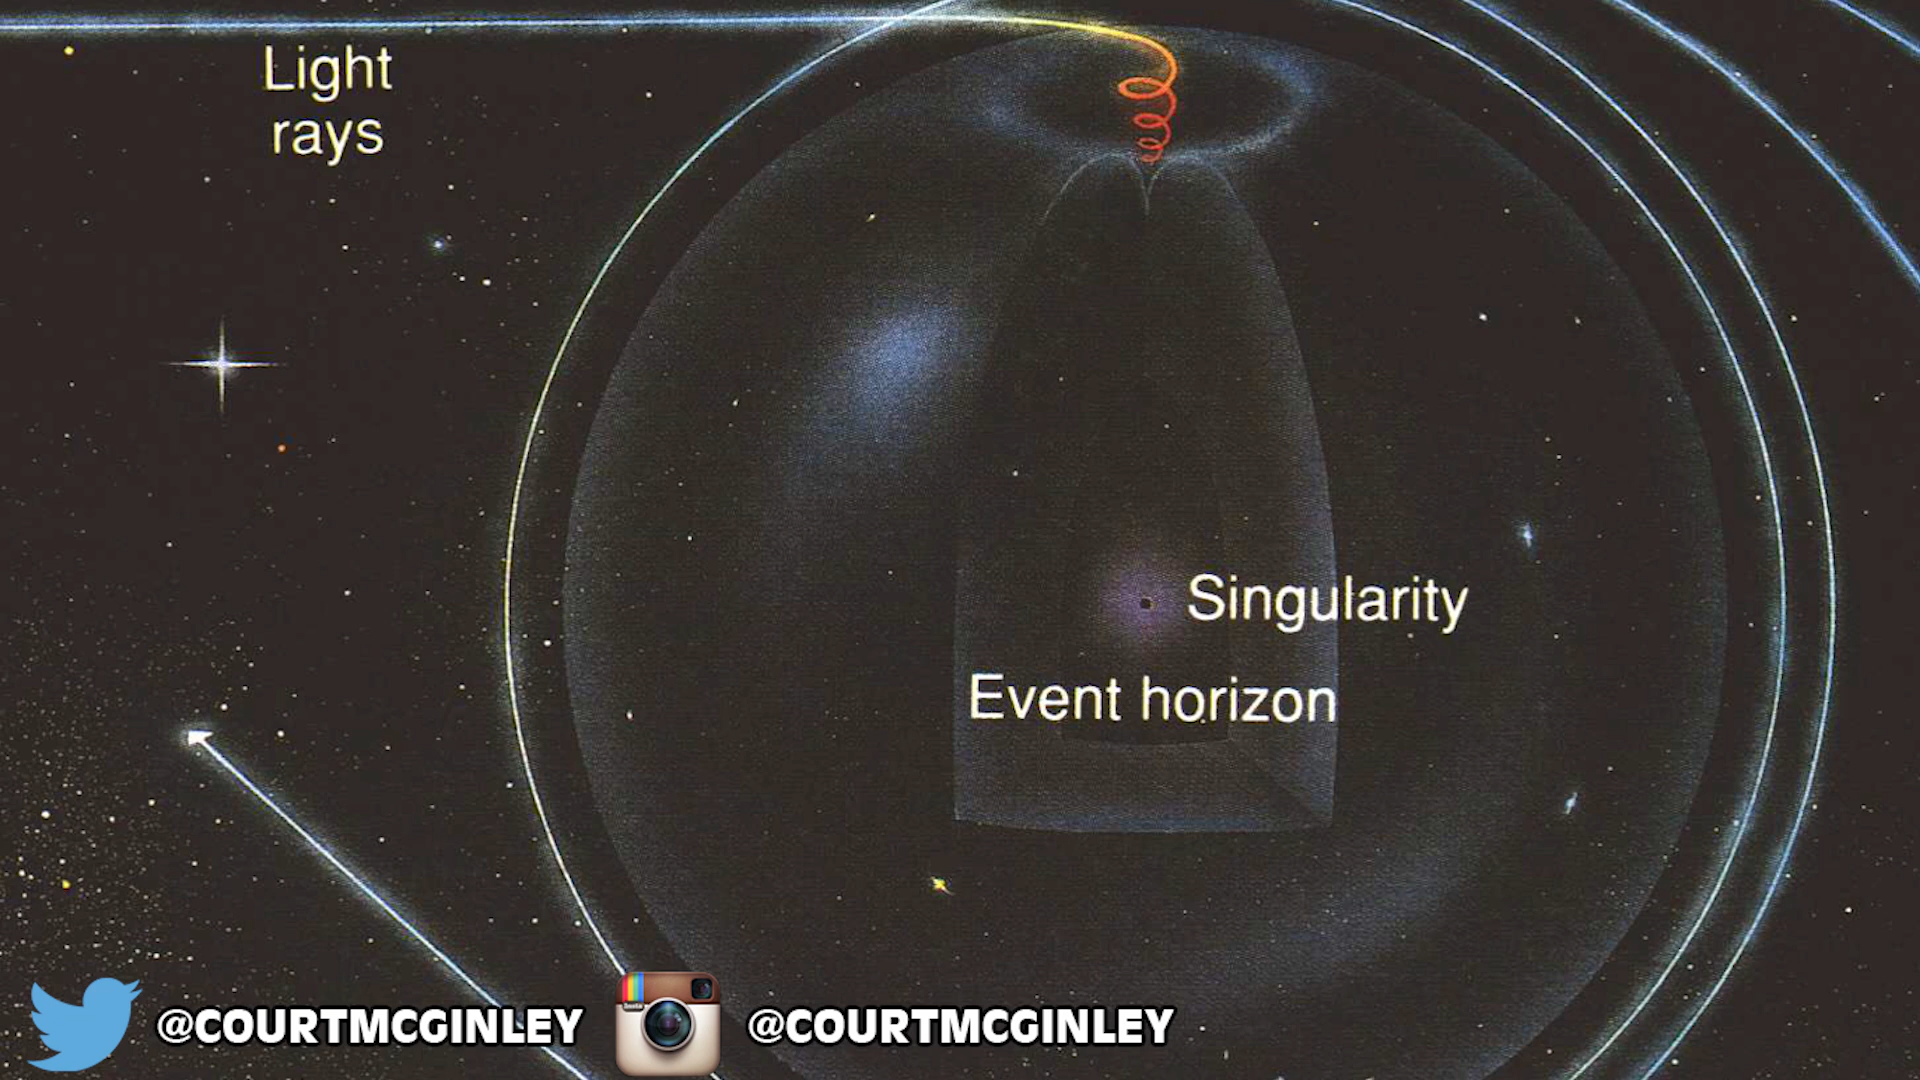 Light
rays
Singularity
Event horizon
@COURTMCGINLEY
@COURTMCGINLEY